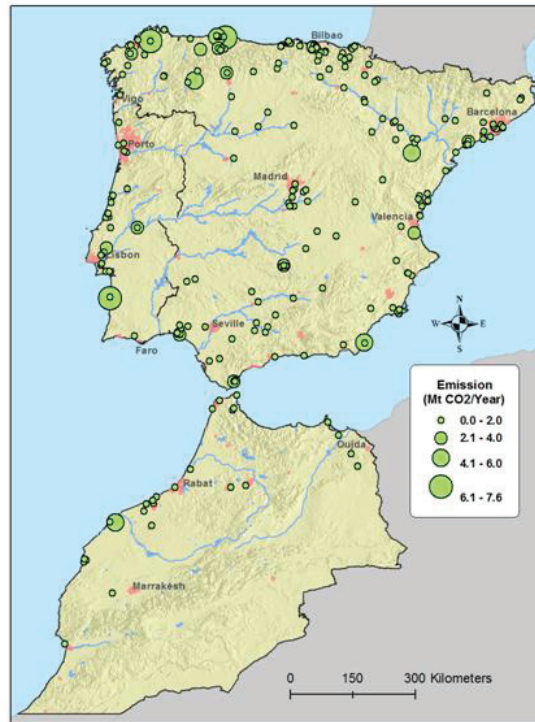 Bilbao
Vigo
Barcelona
Porto
Madrid
Valencia
Lisbon
N
W E
S
Seville
Faro
Emission
(Mt CO2/Year)
0.0 - 2.0
2.1 - 4.0
4.1 - 6.0
6.1 - 7.6
Oujda
Rabat
Marrakesh
0 150 300 Kilometers